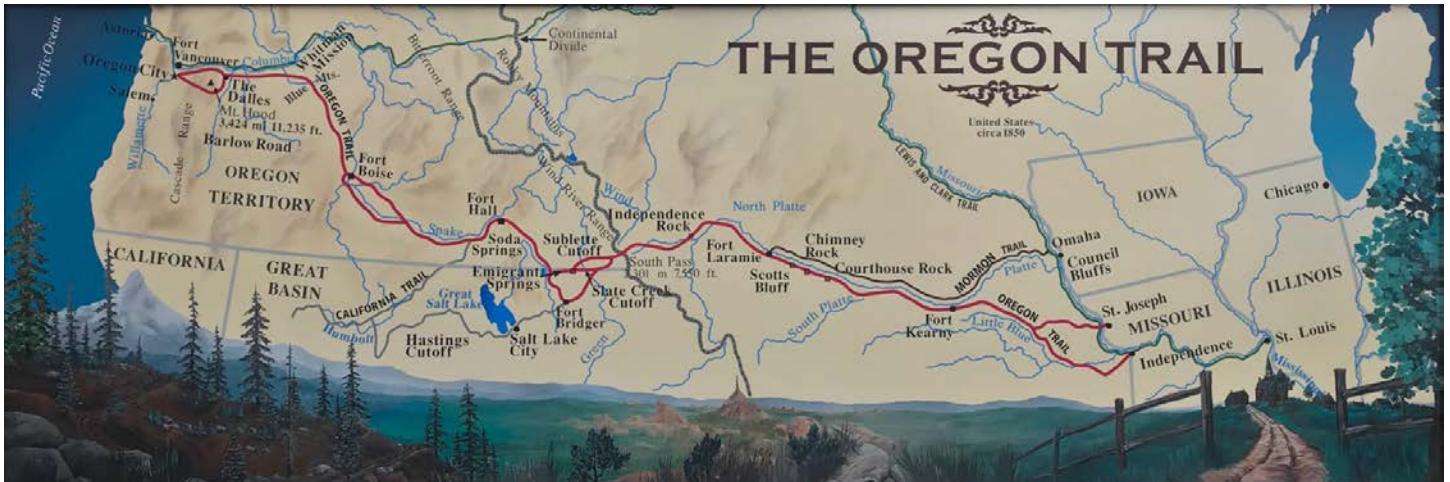 THE OREGON TRAIL
United States
circa 1850
Pacific Ocean
Astoria
Fort
Vancouver
Columbia
Whitman
Mission
Oregon City
The
Dalles
Mt. Hood
3,424 m 11,235 ft.
Salem
Willamette
Cascade Range
Barlow Road
Blue Mts.
OREGON TRAIL
Bitterroot Range
Continental
Divide
Rocky Mountains
OREGON
TERRITORY
Fort
Boise
Snake
Fort
Hall
Soda
Springs
Wind River Range
Wind
Sublette
Cutoff
Independence
Rock
North Platte
Fort
Laramie
Chimney
Rock
Scotts
Bluff
Courthouse Rock
MORMON TRAIL
Platte
LEWIS AND CLARK TRAIL
Missouri
Omaha
Council
Bluffs
IOWA
Chicago
ILLINOIS
CALIFORNIA
GREAT
BASIN
CALIFORNIA TRAIL
Humbolt
Great
Salt Lake
Emigrant
Springs
South Pass
2,301 m 7,550 ft.
Slate Creek
Cutoff
Fort
Bridger
Hastings
Cutoff
Salt Lake
City
Green
South Platte
Fort
Kearny
Little Blue
OREGON TRAIL
St. Joseph
MISSOURI
Independence
St. Louis